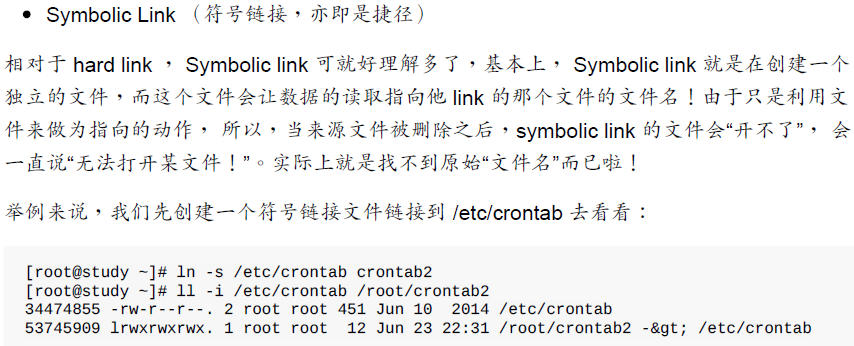 • Symbolic Link （符号链接，亦即是捷径）
相对于 hard link ， Symbolic link 可就好理解多了，基本上， Symbolic link 就是在创建一个
独立的文件，而这个文件会让数据的读取指向他 link 的那个文件的文件名！由于只是利用文
件来做为指向的动作， 所以，当来源文件被删除之后，symbolic link 的文件会“开不了”， 会
一直说“无法打开某文件！”。实际上就是找不到原始“文件名”而已啦！
举例来说，我们先创建一个符号链接文件链接到 /etc/crontab 去看看：
[root@study ~]# ln -s /etc/crontab crontab2
[root@study ~]# ll -i /etc/crontab /root/crontab2
34474855 -rw-r--r--. 2 root root 451 Jun 10  2014 /etc/crontab
53745909 lrwxrwxrwx. 1 root root  12 Jun 23 22:31 /root/crontab2 -&gt; /etc/crontab